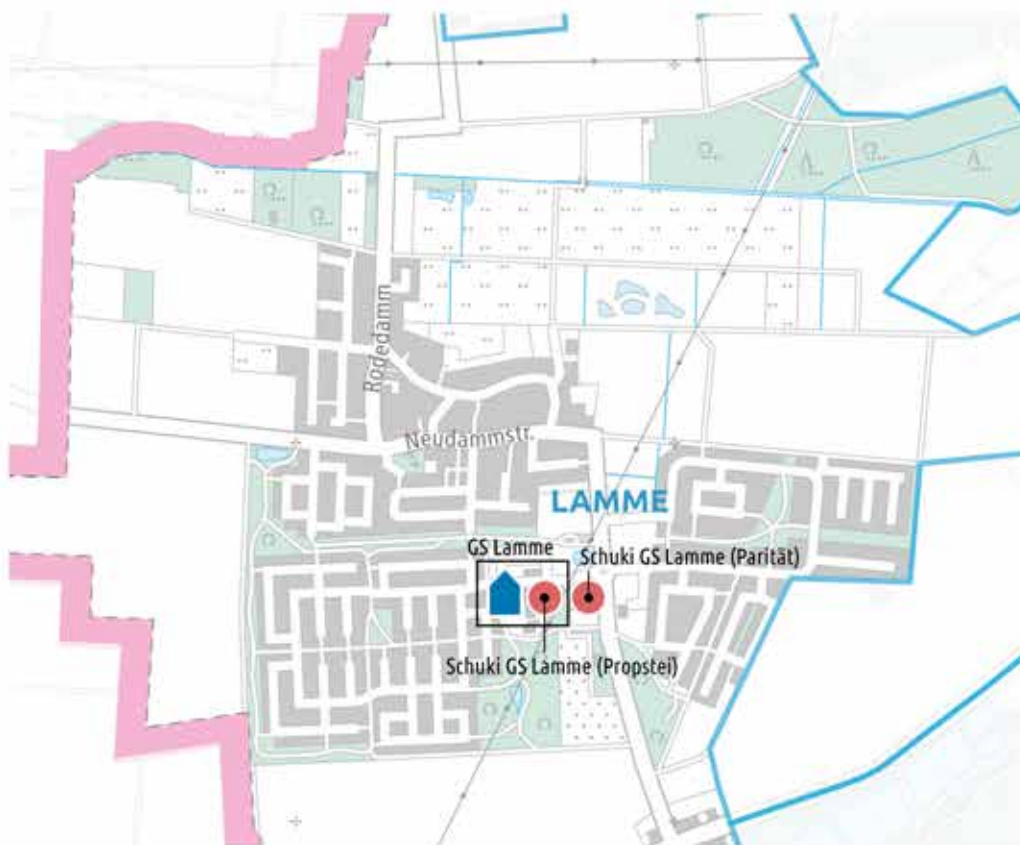 Rodedamm
Neudammstr.
LAMME
GS Lamme
Schuki GS Lamme (Parität)
Schuki GS Lamme (Propstei)